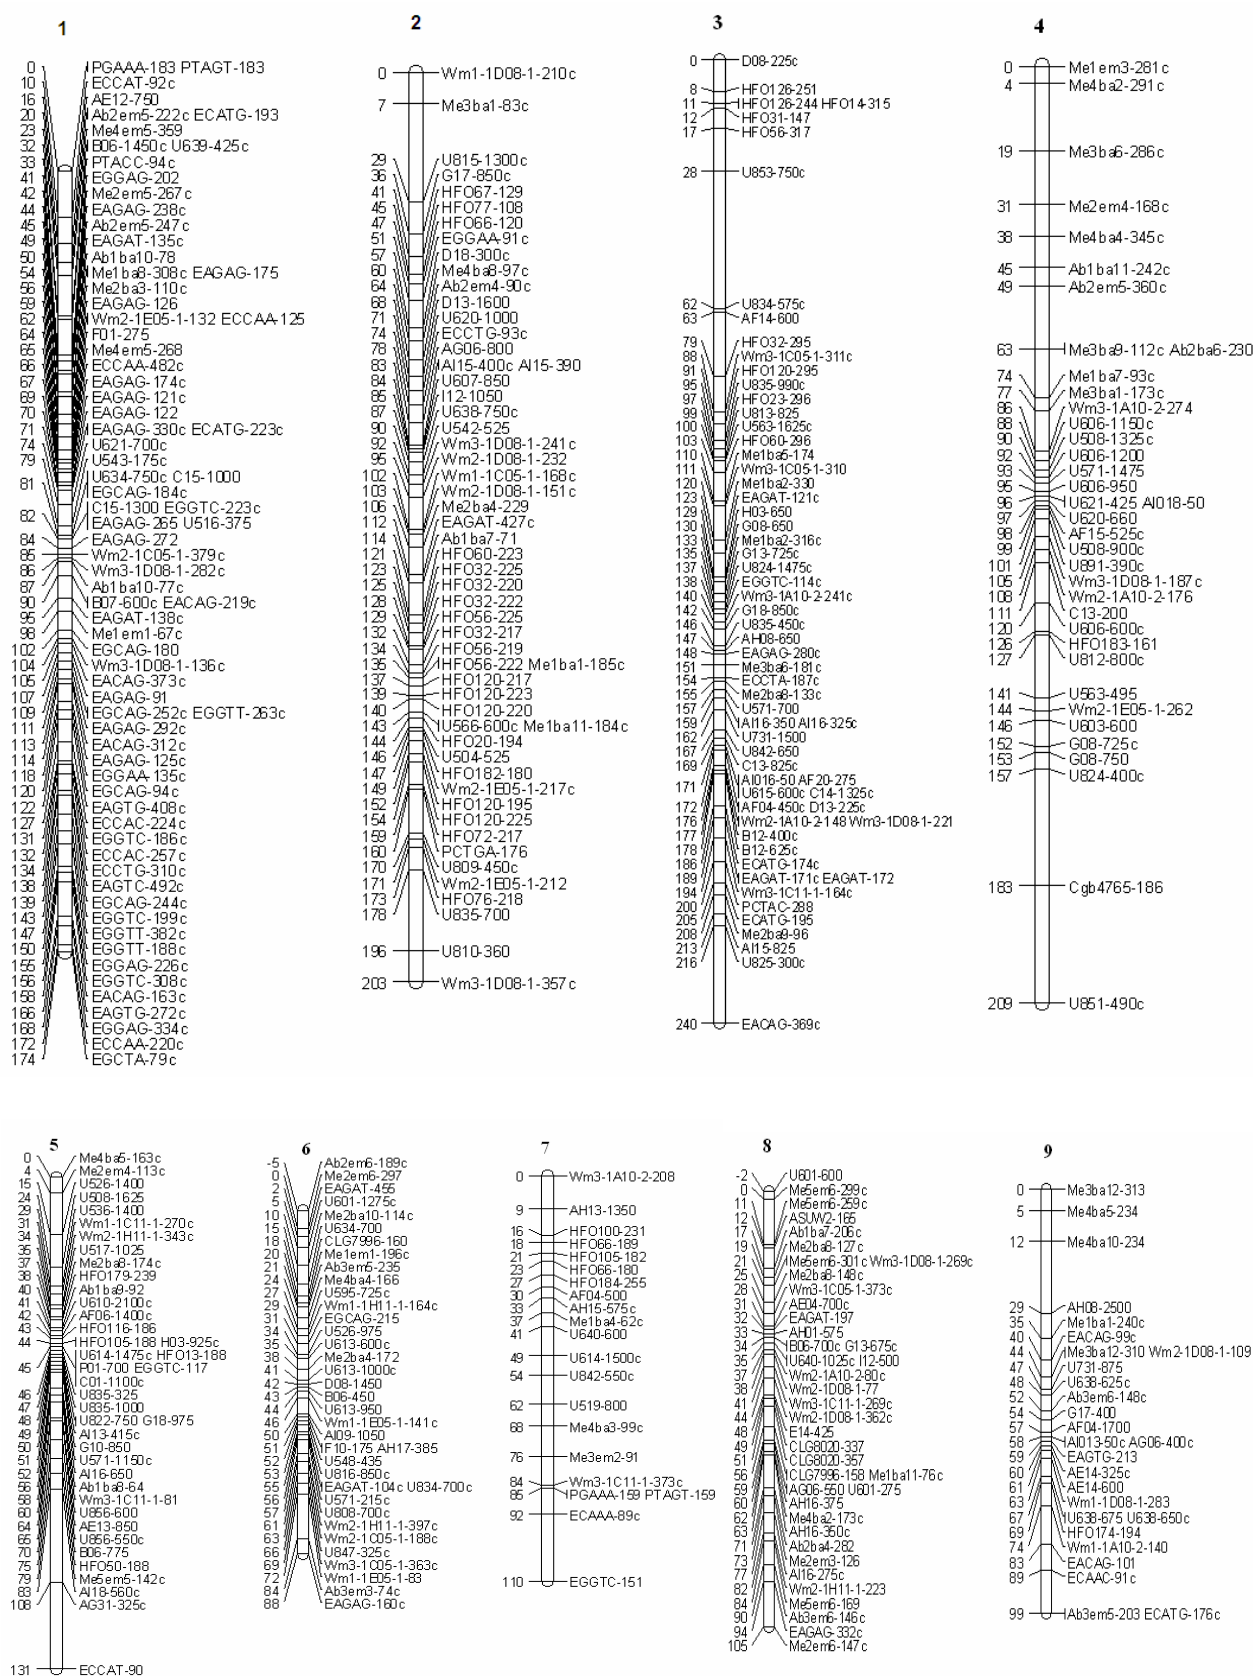 1
0 PGAAA-183 PTAGT-183
10 ECCAT-92c
16 AE12-750
20 Ab2em5-222c ECATG-193
23 Me4em5-359
32 B06-1450c U639-425c
33 PTACC-94c
41 EGGAG-202
42 Me2em5-267c
44 EAGAG-238c
45 Ab2em5-247c
49 EAGAT-135c
50 Ab1ba10-78
54 Me1ba8-308c EAGAG-175
56 Me2ba3-110c
59 EAGAG-126
62 Wm2-1E05-1-132 ECCAA-125
64 F01-275
65 Me4em5-268
66 ECCAA-482c
67 EAGAG-174c
69 EAGAG-121c
70 EAGAG-122
71 EAGAG-330c ECATG-223c
74 U621-700c
79 U543-175c
81 U634-750c C15-1000
EGCAG-184c
82 C15-1300 EGGTC-223c
EAGAG-265 U516-375
84 EAGAG-272
85 Wm2-1C05-1-379c
86 Wm3-1D08-1-282c
87 Ab1ba10-77c
90 B07-600c EACAG-219c
95 EAGAT-138c
98 Me1em1-67c
102 EGCAG-180
104 Wm3-1D08-1-136c
105 EACAG-373c
107 EAGAG-91
109 EGCAG-252c EGGTT-263c
111 EAGAG-292c
113 EACAG-312c
114 EAGAG-125c
118 EGGAA-135c
120 EGCAG-94c
122 EAGTG-408c
127 ECCAC-224c
131 EGGTC-186c
132 ECCAC-257c
134 ECCTG-310c
138 EAGTC-492c
139 EGCAG-244c
143 EGGTC-199c
147 EGGTT-382c
150 EGGTT-188c
155 EGGAG-226c
156 EGGTC-308c
158 EACAG-163c
166 EAGTG-272c
168 EGGAG-334c
172 ECCAA-220c
174 EGCTA-79c
2
0 Wm1-1D08-1-210c
7 Me3ba1-83c
29 U815-1300c
36 G17-850c
41 HFO67-129
45 HFO77-108
47 HFO66-120
51 EGGAA-91c
57 D18-300c
60 Me4ba8-97c
64 Ab2em4-90c
68 D13-1600
71 U620-1000
74 ECCTG-93c
78 AG06-800
83 AI15-400c AI15-390
84 U607-850
85 I12-1050
87 U638-750c
90 U542-525
92 Wm3-1D08-1-241c
95 Wm2-1D08-1-232
102 Wm1-1C05-1-168c
103 Wm2-1D08-1-151c
106 Me2ba4-229
112 EAGAT-427c
114 Ab1ba7-71
121 HFO60-223
123 HFO32-225
125 HFO32-220
128 HFO32-222
129 HFO56-225
132 HFO32-217
134 HFO56-219
135 HFO56-222 Me1ba1-185c
137 HFO120-217
139 HFO120-223
140 HFO120-220
143 U566-600c Me1ba11-184c
144 HFO20-194
146 U504-525
147 HFO182-180
149 Wm2-1E05-1-217c
152 HFO120-195
154 HFO120-225
159 HFO72-217
160 PCTGA-176
170 U809-450c
171 Wm2-1E05-1-212
173 HFO76-218
178 U835-700
196 U810-360
203 Wm3-1D08-1-357c
3
0 D08-225c
8 HFO126-251
11 HFO126-244 HFO14-315
12 HFO31-147
17 HFO56-317
28 U853-750c
62 U834-575c
63 AF14-600
79 HFO32-295
88 Wm3-1C05-1-311c
91 HFO120-295
95 U835-990c
97 HFO23-296
99 U813-825
100 U563-1625c
103 HFO60-296
110 Me1ba5-174
111 Wm3-1C05-1-310
120 Me1ba2-330
123 EAGAT-121c
129 H03-650
130 G08-650
133 Me1ba2-316c
135 G13-725c
137 U824-1475c
138 EGGTC-114c
140 Wm3-1A10-2-241c
142 G18-850c
146 U835-450c
147 AH08-650
148 EAGAG-280c
151 Me3ba6-181c
154 ECCTA-187c
155 Me2ba8-133c
157 U571-700
159 AI16-350 AI16-325c
162 U731-1500
167 U842-650
169 C13-825c
171 AI016-50 AF20-275
U615-600c C14-1325c
172 AF04-450c D13-225c
176 Wm2-1A10-2-148 Wm3-1D08-1-221
177 B12-400c
178 B12-625c
186 ECATG-174c
189 EAGAT-171c EAGAT-172
194 Wm3-1C11-1-164c
200 PCTAC-288
205 ECATG-195
208 Me2ba9-96
213 AI15-825
216 U825-300c
240 EACAG-369c
4
0 Me1em3-281c
4 Me4ba2-291c
19 Me3ba6-286c
31 Me2em4-168c
38 Me4ba4-345c
45 Ab1ba11-242c
49 Ab2em5-360c
63 Me3ba9-112c Ab2ba6-230
74 Me1ba7-93c
77 Me3ba1-173c
86 Wm3-1A10-2-274
88 U606-1150c
90 U508-1325c
92 U606-1200
93 U571-1475
95 U606-950
96 U621-425 AI018-50
97 U620-660
98 AF15-525c
99 U508-900c
101 U891-390c
105 Wm3-1D08-1-187c
108 Wm2-1A10-2-176
111 C13-200
120 U606-600c
126 HFO183-161
127 U812-800c
141 U563-495
144 Wm2-1E05-1-262
146 U603-600
152 G08-725c
153 G08-750
157 U824-400c
183 Cgb4765-186
209 U851-490c
5
0 Me4ba5-163c
4 Me2em4-113c
15 U526-1400
24 U508-1625
29 U536-1400
31 Wm1-1C11-1-270c
34 Wm2-1H11-1-343c
35 U517-1025
37 Me2ba8-174c
38 HFO179-239
40 Ab1ba9-92
41 U610-2100c
42 AF06-1400c
43 HFO116-186
44 HFO105-188 H03-925c
U614-1475c HFO13-188
45 P01-700 EGGTC-117
C01-1100c
46 U835-325
47 U835-1000
48 U822-750 G18-975
49 AI13-415c
50 G10-850
51 U571-1150c
52 AI16-650
56 Ab1ba8-64
58 Wm3-1C11-1-81
60 U856-600
64 AE13-850
65 U856-550c
70 B06-775
75 HFO50-188
79 Me5em5-142c
83 AI18-560c
108 AG31-325c
131 ECCAT-90
6
-5 Ab2em6-189c
0 Me2em6-297
2 EAGAT-455
5 U601-1275c
10 Me2ba10-114c
15 U634-700
18 CLG7996-160
20 Me1em1-196c
21 Ab3em5-235
24 Me4ba4-166
27 U595-725c
29 Wm1-1H11-1-164c
31 EGCAG-215
34 U526-975
35 U613-600c
38 Me2ba4-172
41 U613-1000c
42 D08-1450
43 B06-450
44 U613-950
46 Wm1-1E05-1-141c
50 AI09-1050
51 F10-175 AH17-385
52 U548-435
53 U816-850c
55 EAGAT-104c U834-700c
56 U571-215c
57 U808-700c
61 Wm2-1H11-1-397c
63 Wm2-1C05-1-188c
66 U847-325c
69 Wm3-1C05-1-363c
72 Wm1-1E05-1-83
84 Ab3em3-74c
88 EAGAG-160c
7
0 Wm3-1A10-2-208
9 AH13-1350
16 HFO100-231
18 HFO66-189
21 HFO105-182
23 HFO66-180
27 HFO184-255
30 AF04-500
33 AH15-575c
37 Me1ba4-62c
41 U640-600
49 U614-1500c
54 U842-550c
62 U519-800
68 Me4ba3-99c
76 Me3em2-91
84 Wm3-1C11-1-373c
85 PGAAA-159 PTAGT-159
92 ECAAA-89c
110 EGGTC-151
8
-2 U601-600
0 Me5em6-299c
11 Me5em6-259c
12 ASUW2-165
17 Ab1ba7-206c
19 Me2ba8-127c
21 Me5em6-301c Wm3-1D08-1-269c
25 Me2ba8-148c
28 Wm3-1C05-1-373c
31 AE04-700c
32 EAGAT-197
33 AH01-575
34 B06-700c G13-675c
35 U640-1025c I12-500
37 Wm2-1A10-2-80c
38 Wm2-1D08-1-77
41 Wm3-1C11-1-269c
44 Wm2-1D08-1-362c
48 E14-425
49 CLG8020-337
51 CLG8020-357
56 CLG7996-158 Me1ba11-76c
59 AG06-550 U601-275
60 AH16-375
62 Me4ba2-173c
63 AH16-350c
71 Ab2ba4-282
73 Me2em3-126
77 AI16-275c
82 Wm2-1H11-1-223
84 Me5em6-169
90 Ab3em6-146c
94 EAGAG-332c
105 Me2em6-147c
9
0 Me3ba12-313
5 Me4ba5-234
12 Me4ba10-234
29 AH08-2500
35 Me1ba1-240c
40 EACAG-99c
44 Me3ba12-310 Wm2-1D08-1-109
47 U731-875
48 U638-625c
52 Ab3em6-148c
54 G17-400
57 AF04-1700
58 AI013-50c AG06-400c
59 EAGTG-213
60 AE14-325c
61 AE14-600
63 Wm1-1D08-1-283
67 U638-675 U638-650c
69 HFO174-194
74 Wm1-1A10-2-140
83 EACAG-101
89 ECAAC-91c
99 Ab3em5-203 ECATG-176c